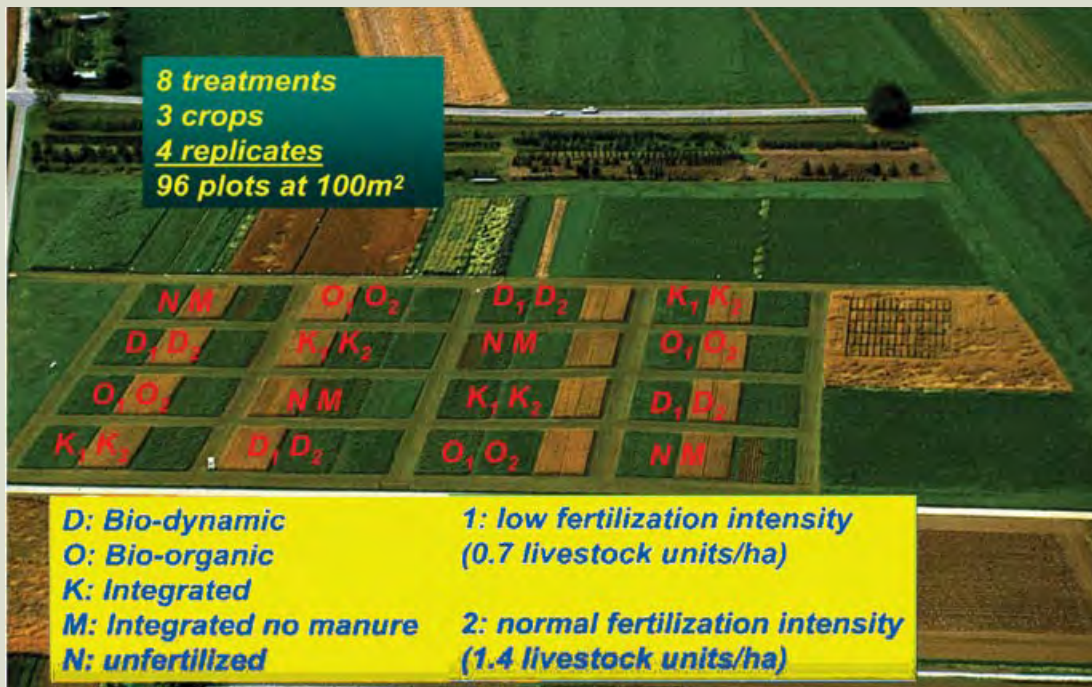 8 treatments
3 crops
4 replicates
96 plots at 100m²
N M O₁ O₂ D₁ D₂ K₁ K₂
D₁ D₂ K₁ K₂ N M O₁ O₂
O₁ O₂ N M K₁ K₂ D₁ D₂
K₁ K₂ D₁ D₂ O₁ O₂ N M
D: Bio-dynamic
O: Bio-organic
K: Integrated
M: Integrated no manure
N: unfertilized
1: low fertilization intensity
(0.7 livestock units/ha)
2: normal fertilization intensity
(1.4 livestock units/ha)